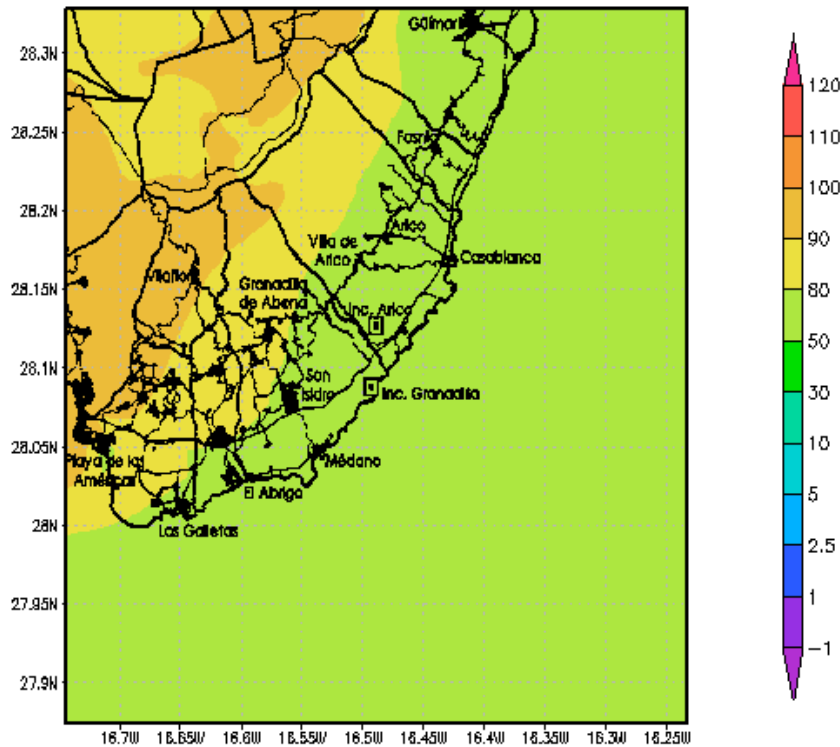 28.3N
28.25N
28.2N
28.15N
28.1N
28.05N
28N
27.95N
27.9N
Güímar
Fasnia
Arico
Villa de
Arico
Casablanca
Vilaflor
Granadilla
de Abona
Inc. Arico
San
Isidro
Inc. Granadilla
Playa de las
Américas
Médano
El Abrigo
Las Galletas
16.7W
16.65W
16.6W
16.55W
16.5W
16.45W
16.4W
16.35W
16.3W
16.25W
120
110
100
90
80
50
30
10
5
2.5
1
−1